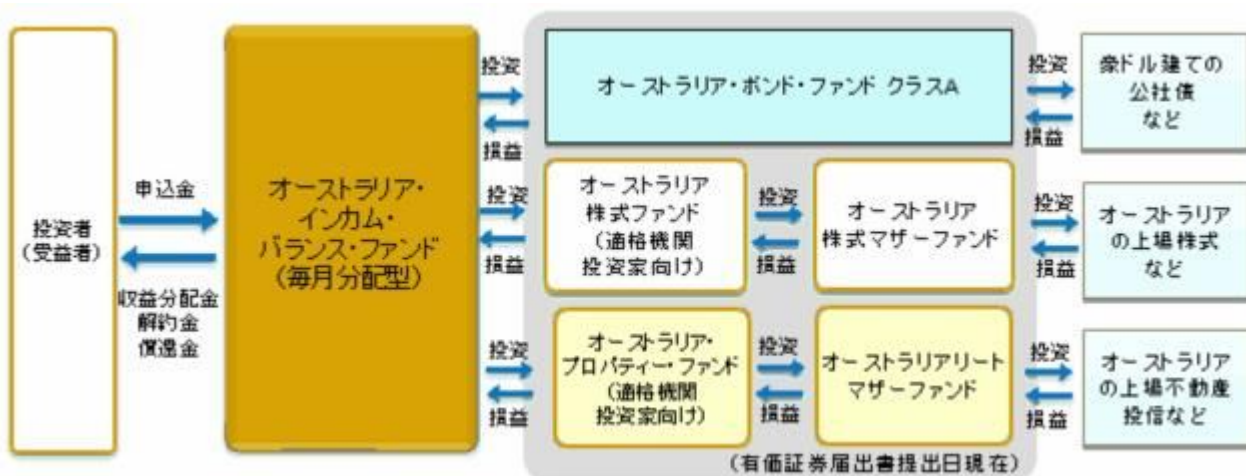 投資者
(受益者)
申込金
収益分配金
解約金
償還金
オーストラリア・
インカム・
バランス・ファンド
(毎月分配型)
投資
損益
オーストラリア・ボンド・ファンド クラスA
投資
損益
豪ドル建ての
公社債
など
投資
損益
オーストラリア
株式ファンド
(適格機関
投資家向け)
投資
損益
オーストラリア
株式マザーファンド
投資
損益
オーストラリア
の上場株式
など
投資
損益
オーストラリア・
プロパティー・ファンド
(適格機関
投資家向け)
投資
損益
オーストラリアリート
マザーファンド
投資
損益
オーストラリア
の上場不動産
投信など
(有価証券届出書提出日現在)